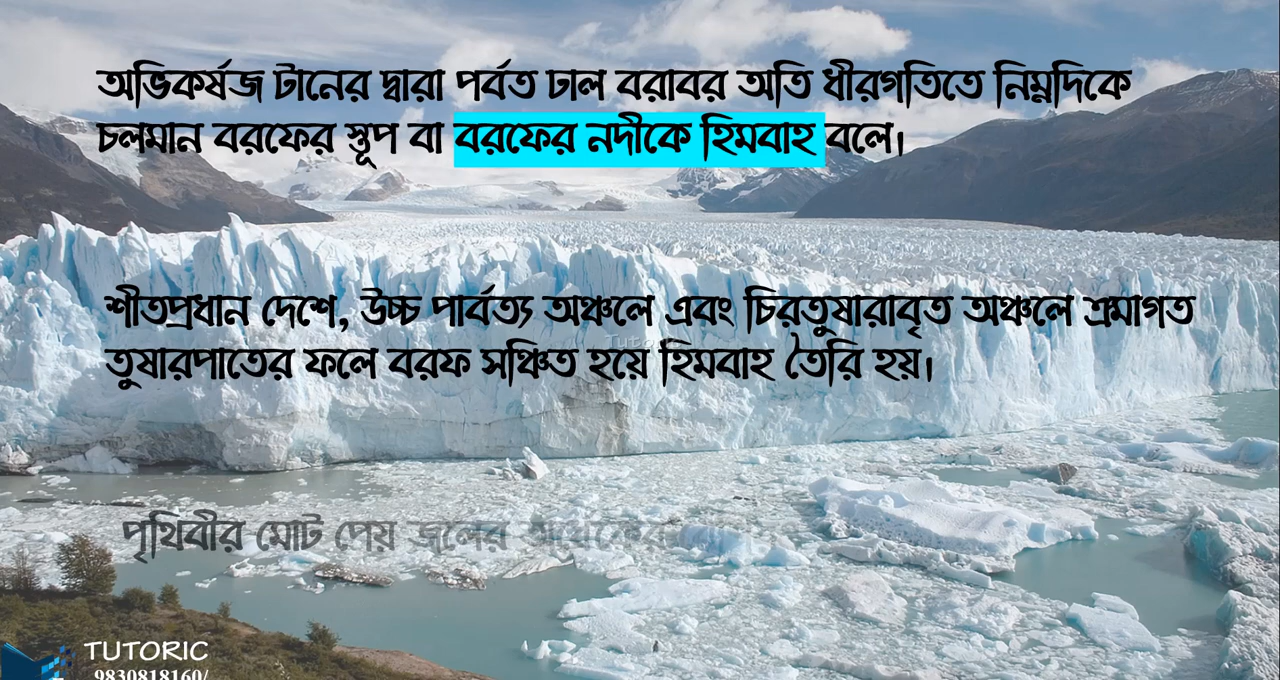 অভিকর্ষজ টানের দ্বারা পর্বত ঢাল বরাবর অতি ধীরগতিতে নিম্নদিকে
চলমান বরফের স্তূপ বা বরফের নদীকে হিমবাহ বলে।
শীতপ্রধান দেশে, উচ্চ পার্বত্য অঞ্চলে এবং চিরতুষারাবৃত অঞ্চলে ক্রমাগত
তুষারপাতের ফলে বরফ সঞ্চিত হয়ে হিমবাহ তৈরি হয়।
পৃথিবীর মোট পেয় জলের
TUTORIC
9830818160/